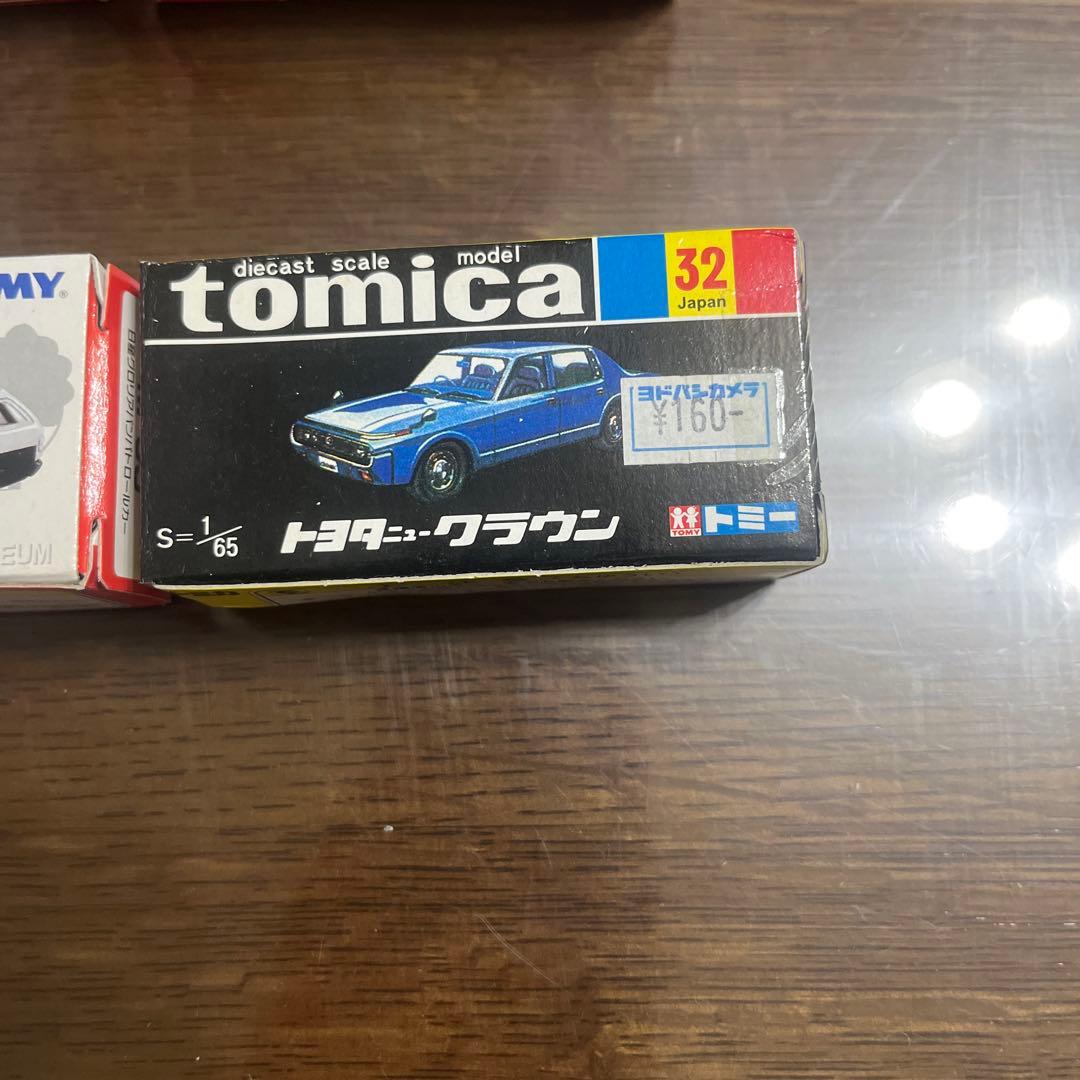 diecast scale model
tomica
32
Japan
ヨドバシカメラ
¥160-
S=1/65
トヨタニュークラウン
TOMY
トミー
MY®
EUM